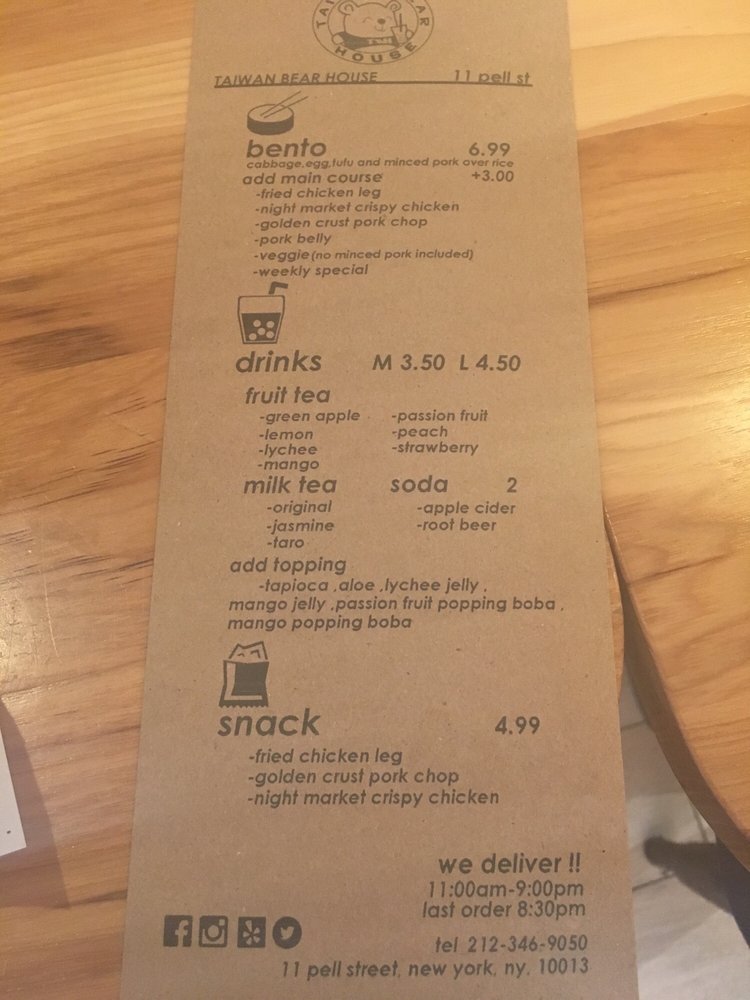 HOUSE
TAIWAN BEAR HOUSE 11 pell st
bento 6.99
cabbage,egg,tufu and minced pork over rice
add main course +3.00
-fried chicken leg
-night market crispy chicken
-golden crust pork chop
-pork belly
-veggie(no minced pork included)
-weekly special
drinks M 3.50 L 4.50
fruit tea
-green apple -passion fruit
-lemon -peach
-lychee -strawberry
-mango
milk tea soda 2
-original -apple cider
-jasmine -root beer
-taro
add topping
-tapioca ,aloe ,lychee jelly ,
mango jelly ,passion fruit popping boba ,
mango popping boba
snack 4.99
-fried chicken leg
-golden crust pork chop
-night market crispy chicken
we deliver !!
11:00am-9:00pm
last order 8:30pm
tel 212-346-9050
11 pell street, new york, ny, 10013